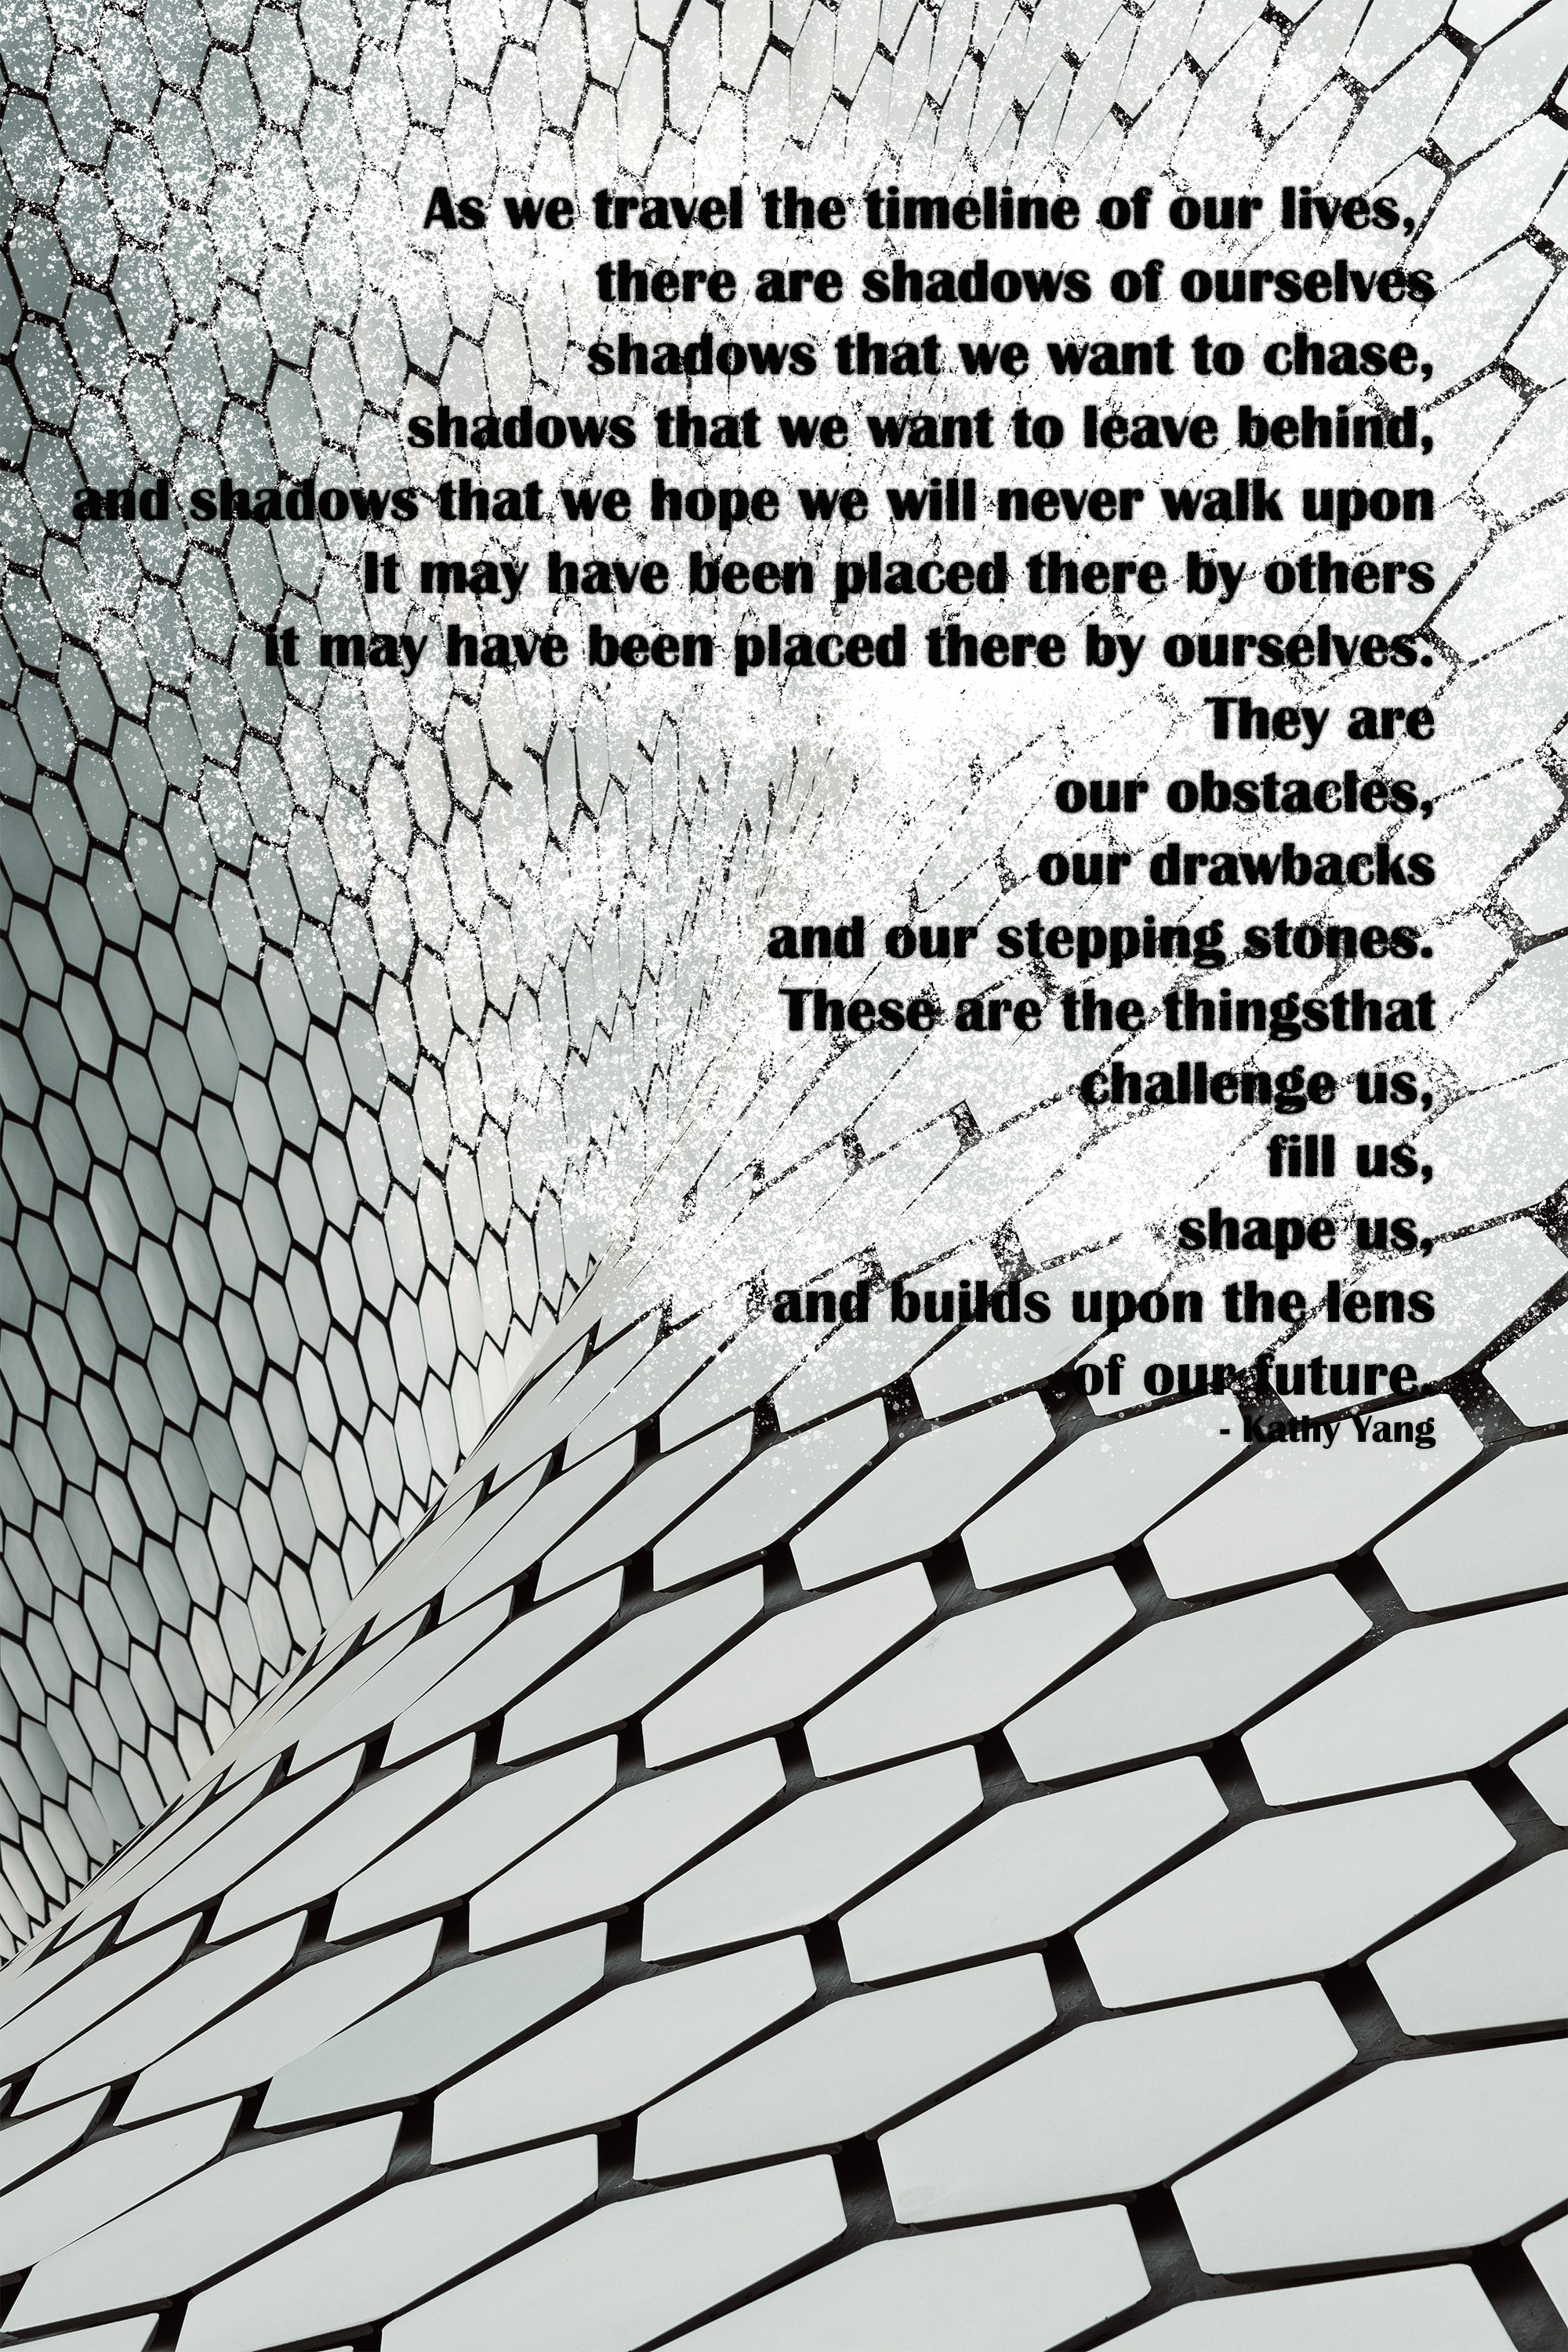 As we travel the timeline of our lives,
there are shadows of ourselves
shadows that we want to chase,
shadows that we want to leave behind,
and shadows that we hope we will never walk upon
It may have been placed there by others
it may have been placed there by ourselves.
They are
our obstacles,
our drawbacks
and our stepping stones.
These are the thingsthat
challenge us,
fill us,
shape us,
and builds upon the lens
of our future.
- Kathy Yang